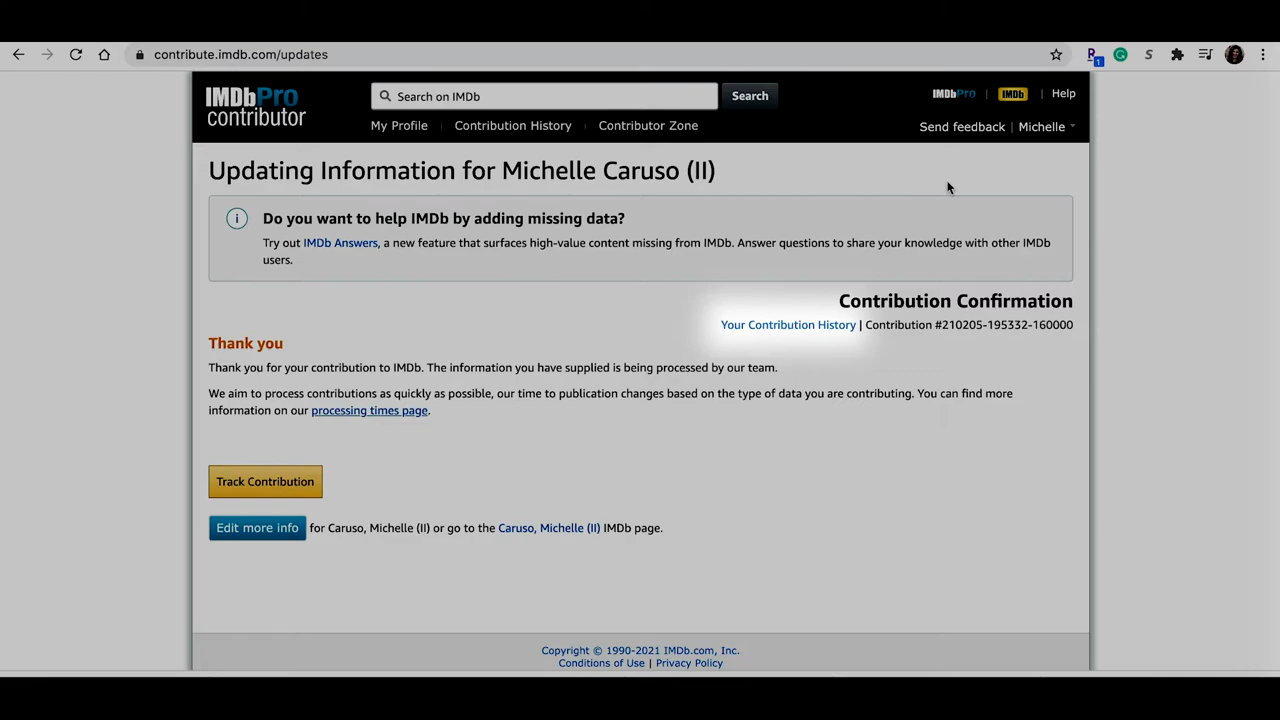 contribute.imdb.com/updates
1
IMDbPro
contributor
Search on IMDb
Search
IMDbPro | IMDb | Help
My Profile | Contribution History | Contributor Zone
Send feedback | Michelle
Updating Information for Michelle Caruso (II)
Do you want to help IMDb by adding missing data?
Try out IMDb Answers, a new feature that surfaces high-value content missing from IMDb. Answer questions to share your knowledge with other IMDb
users.
Contribution Confirmation
Your Contribution History | Contribution #210205-195332-160000
Thank you
Thank you for your contribution to IMDb. The information you have supplied is being processed by our team.
We aim to process contributions as quickly as possible, our time to publication changes based on the type of data you are contributing. You can find more
information on our processing times page.
Track Contribution
Edit more info for Caruso, Michelle (II) or go to the Caruso, Michelle (II) IMDb page.
Copyright © 1990-2021 IMDb.com, Inc.
Conditions of Use | Privacy Policy